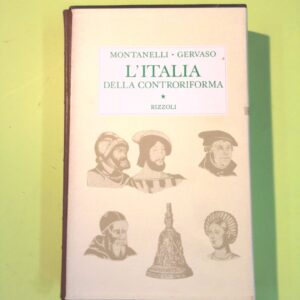 MONTANELLI - GERVASO
L'ITALIA
DELLA CONTRORIFORMA
★
RIZZOLI